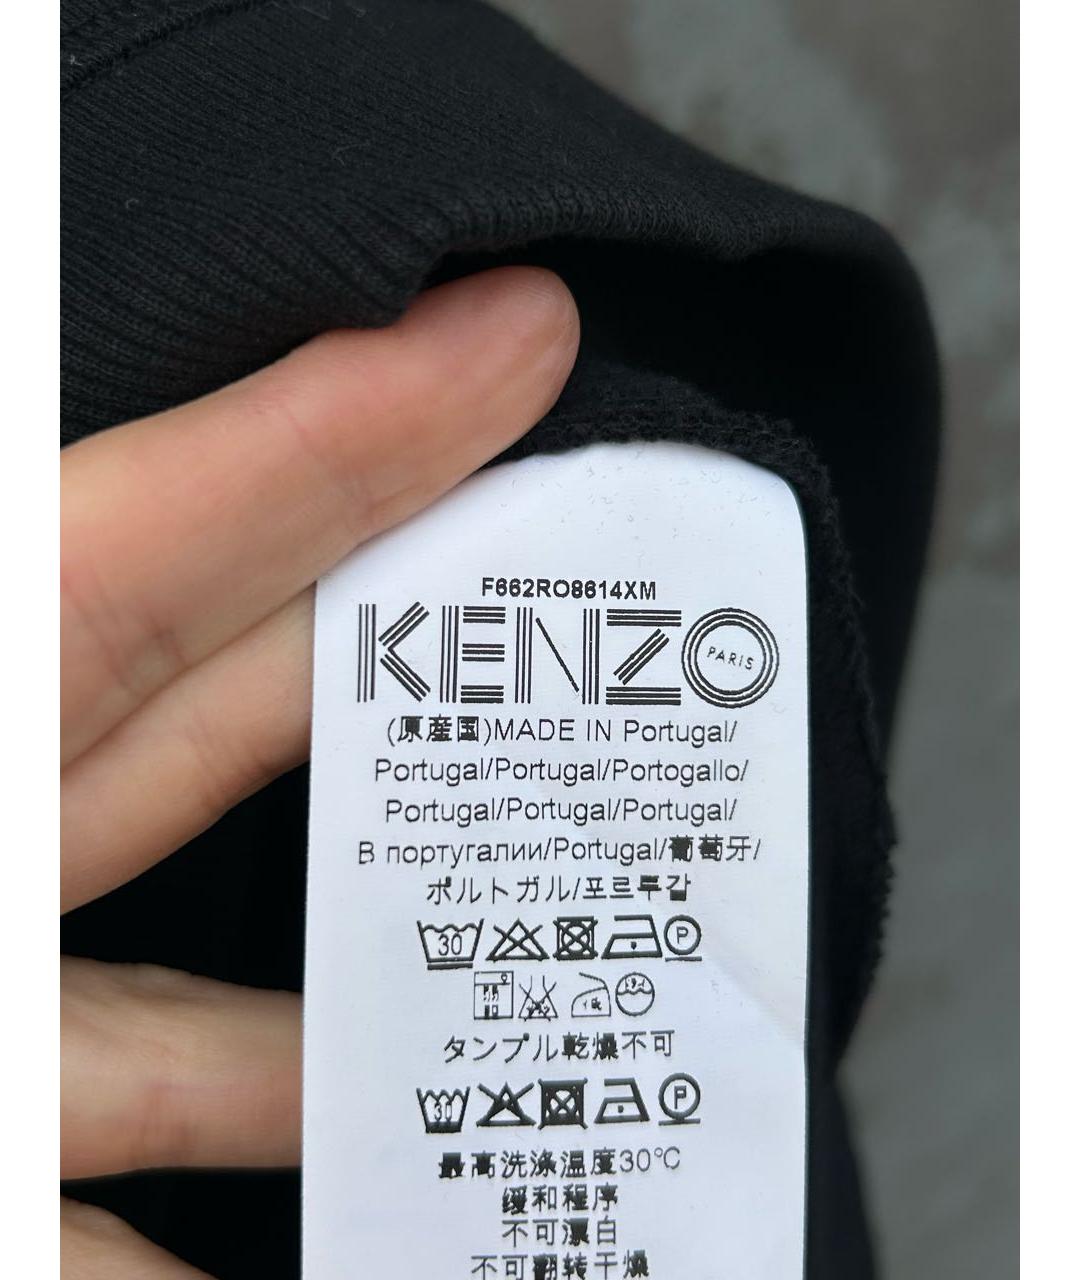 F662RO8614XM
KENZO PARIS
(原産国)MADE IN Portugal/
Portugal/Portugal/Portogallo/
Portugal/Portugal/Portugal/
В португалии/Portugal/葡萄牙/
ポルトガル/포르투갈
30 P
タンブル乾燥不可
30 P
最高洗涤温度30℃
缓和程序
不可漂白
不可翻转干燥